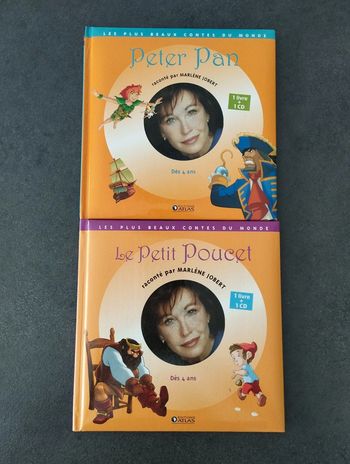 LES PLUS BEAUX CONTES DU MONDE
Peter Pan
raconté par MARLÈNE JOBERT
1 livre
+
1 CD
Dès 4 ans
ATLAS
LES PLUS BEAUX CONTES DU MONDE
Le Petit Poucet
raconté par MARLÈNE JOBERT
1 livre
+
1 CD
Dès 4 ans
ATLAS